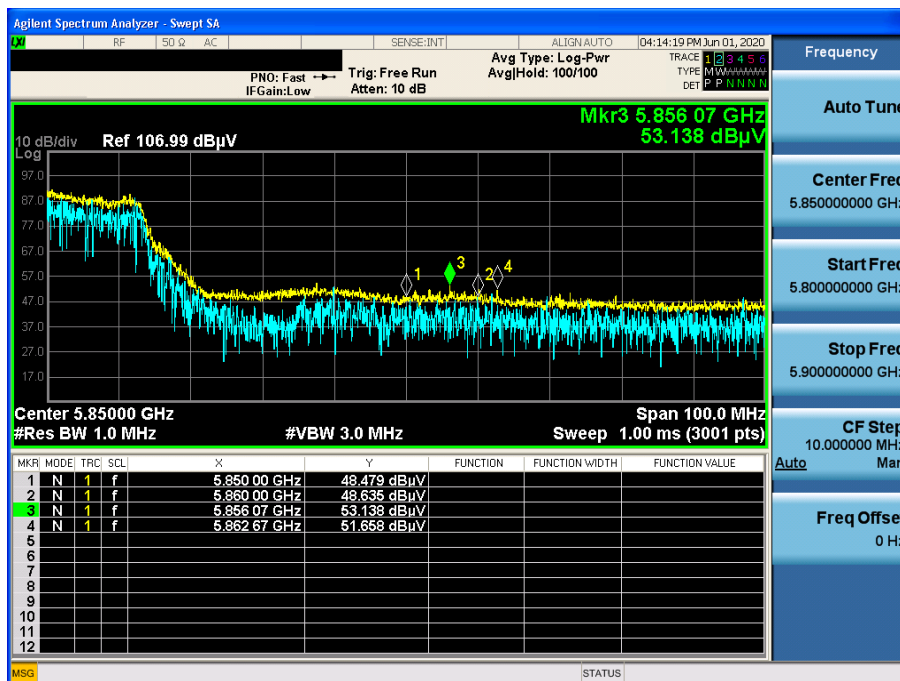 Agilent Spectrum Analyzer - Swept SA
LXI RF 50 Ω AC SENSE:INT ALIGN AUTO 04:14:19 PM Jun 01, 2020
PNO: Fast
IFGain:Low
Trig: Free Run
Atten: 10 dB
Avg Type: Log-Pwr
Avg|Hold: 100/100
TRACE 1 2 3 4 5 6
TYPE M W
DET P P N N N N
Mkr3 5.856 07 GHz
53.138 dBµV
10 dB/div
Log
Ref 106.99 dBµV
97.0
87.0
77.0
67.0
57.0
47.0
37.0
27.0
17.0
1
3
2
4
Center 5.85000 GHz
#Res BW 1.0 MHz
#VBW 3.0 MHz
Span 100.0 MHz
Sweep 1.00 ms (3001 pts)
MKR MODE TRC SCL X Y FUNCTION FUNCTION WIDTH FUNCTION VALUE
1 N 1 f 5.850 00 GHz 48.479 dBµV
2 N 1 f 5.860 00 GHz 48.635 dBµV
3 N 1 f 5.856 07 GHz 53.138 dBµV
4 N 1 f 5.862 67 GHz 51.658 dBµV
5
6
7
8
9
10
11
12
MSG
STATUS
Frequency
Auto Tune
Center Freq
5.850000000 GHz
Start Freq
5.800000000 GHz
Stop Freq
5.900000000 GHz
CF Step
10.000000 MHz
Auto Man
Freq Offse
0 Hz